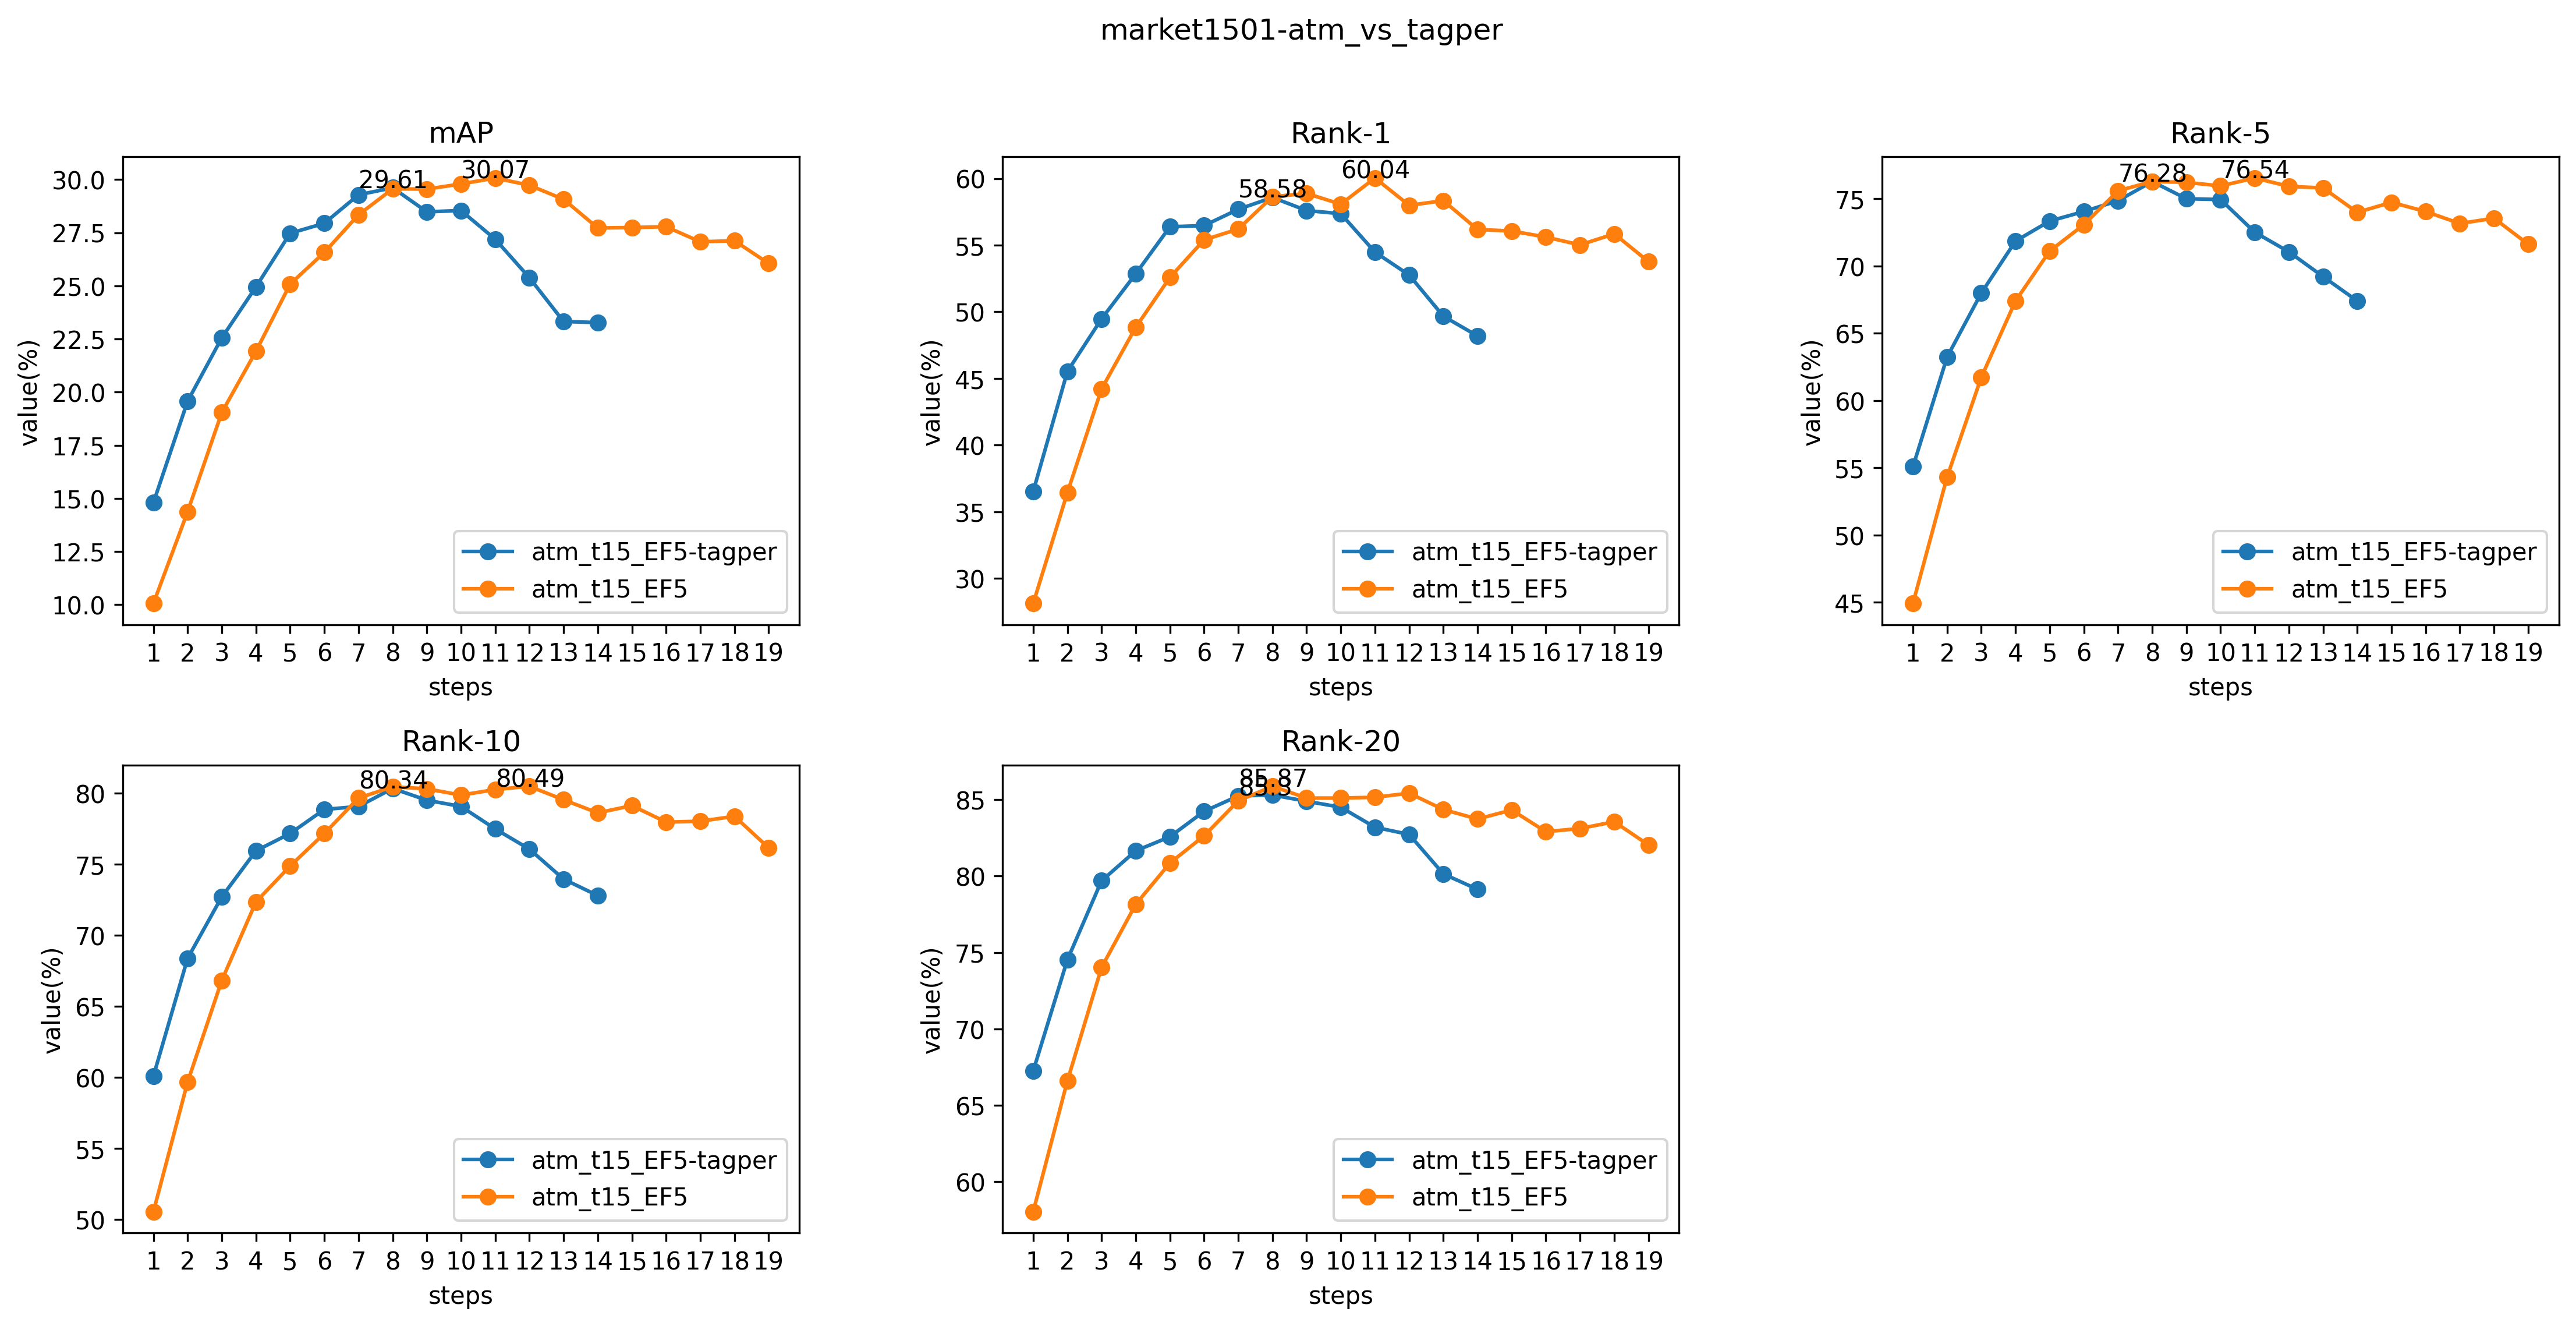 market1501-atm_vs_tagper
mAP
30.0
27.5
25.0
22.5
20.0
17.5
15.0
12.5
10.0
value(%)
29.61
30.07
atm_t15_EF5-tagper
atm_t15_EF5
1 2 3 4 5 6 7 8 9 10 11 12 13 14 15 16 17 18 19
steps
Rank-1
60
55
50
45
40
35
30
value(%)
58.58
60.04
atm_t15_EF5-tagper
atm_t15_EF5
1 2 3 4 5 6 7 8 9 10 11 12 13 14 15 16 17 18 19
steps
Rank-5
75
70
65
60
55
50
45
value(%)
76.28
76.54
atm_t15_EF5-tagper
atm_t15_EF5
1 2 3 4 5 6 7 8 9 10 11 12 13 14 15 16 17 18 19
steps
Rank-10
80
75
70
65
60
55
50
value(%)
80.34
80.49
atm_t15_EF5-tagper
atm_t15_EF5
1 2 3 4 5 6 7 8 9 10 11 12 13 14 15 16 17 18 19
steps
Rank-20
85
80
75
70
65
60
value(%)
85.87
atm_t15_EF5-tagper
atm_t15_EF5
1 2 3 4 5 6 7 8 9 10 11 12 13 14 15 16 17 18 19
steps